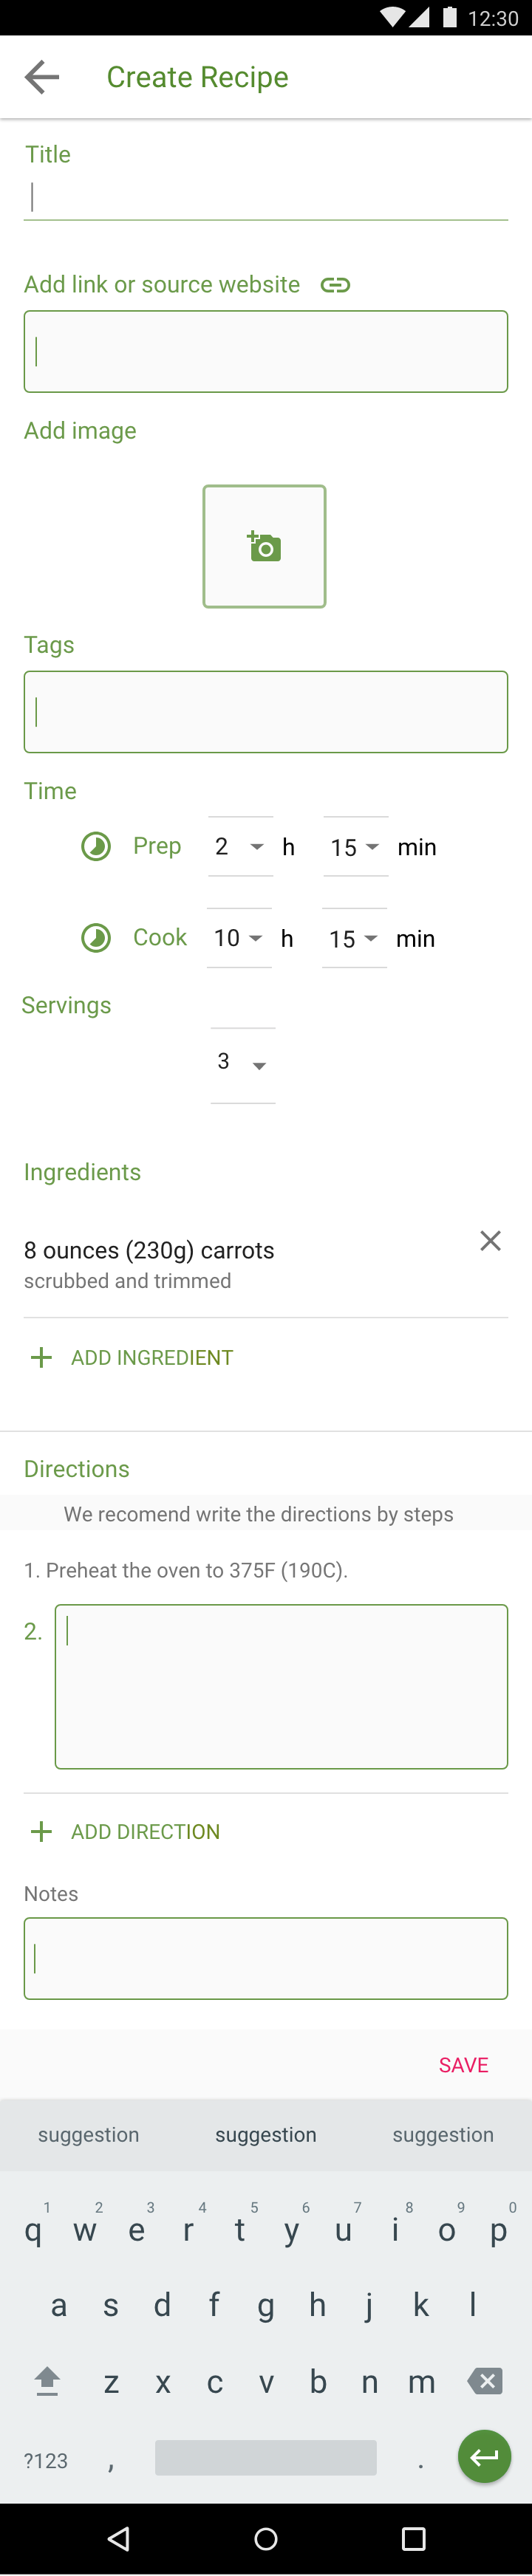 12:30
Create Recipe
Title
Add link or source website
Add image
Tags
Time
Prep 2 h 15 min
Cook 10 h 15 min
Servings
3
Ingredients
8 ounces (230g) carrots
scrubbed and trimmed
ADD INGREDIENT
Directions
We recomend write the directions by steps
1. Preheat the oven to 375F (190C).
2.
ADD DIRECTION
Notes
SAVE
suggestion suggestion suggestion
1 2 3 4 5 6 7 8 9 0
q w e r t y u i o p
a s d f g h j k l
z x c v b n m
?123 , .